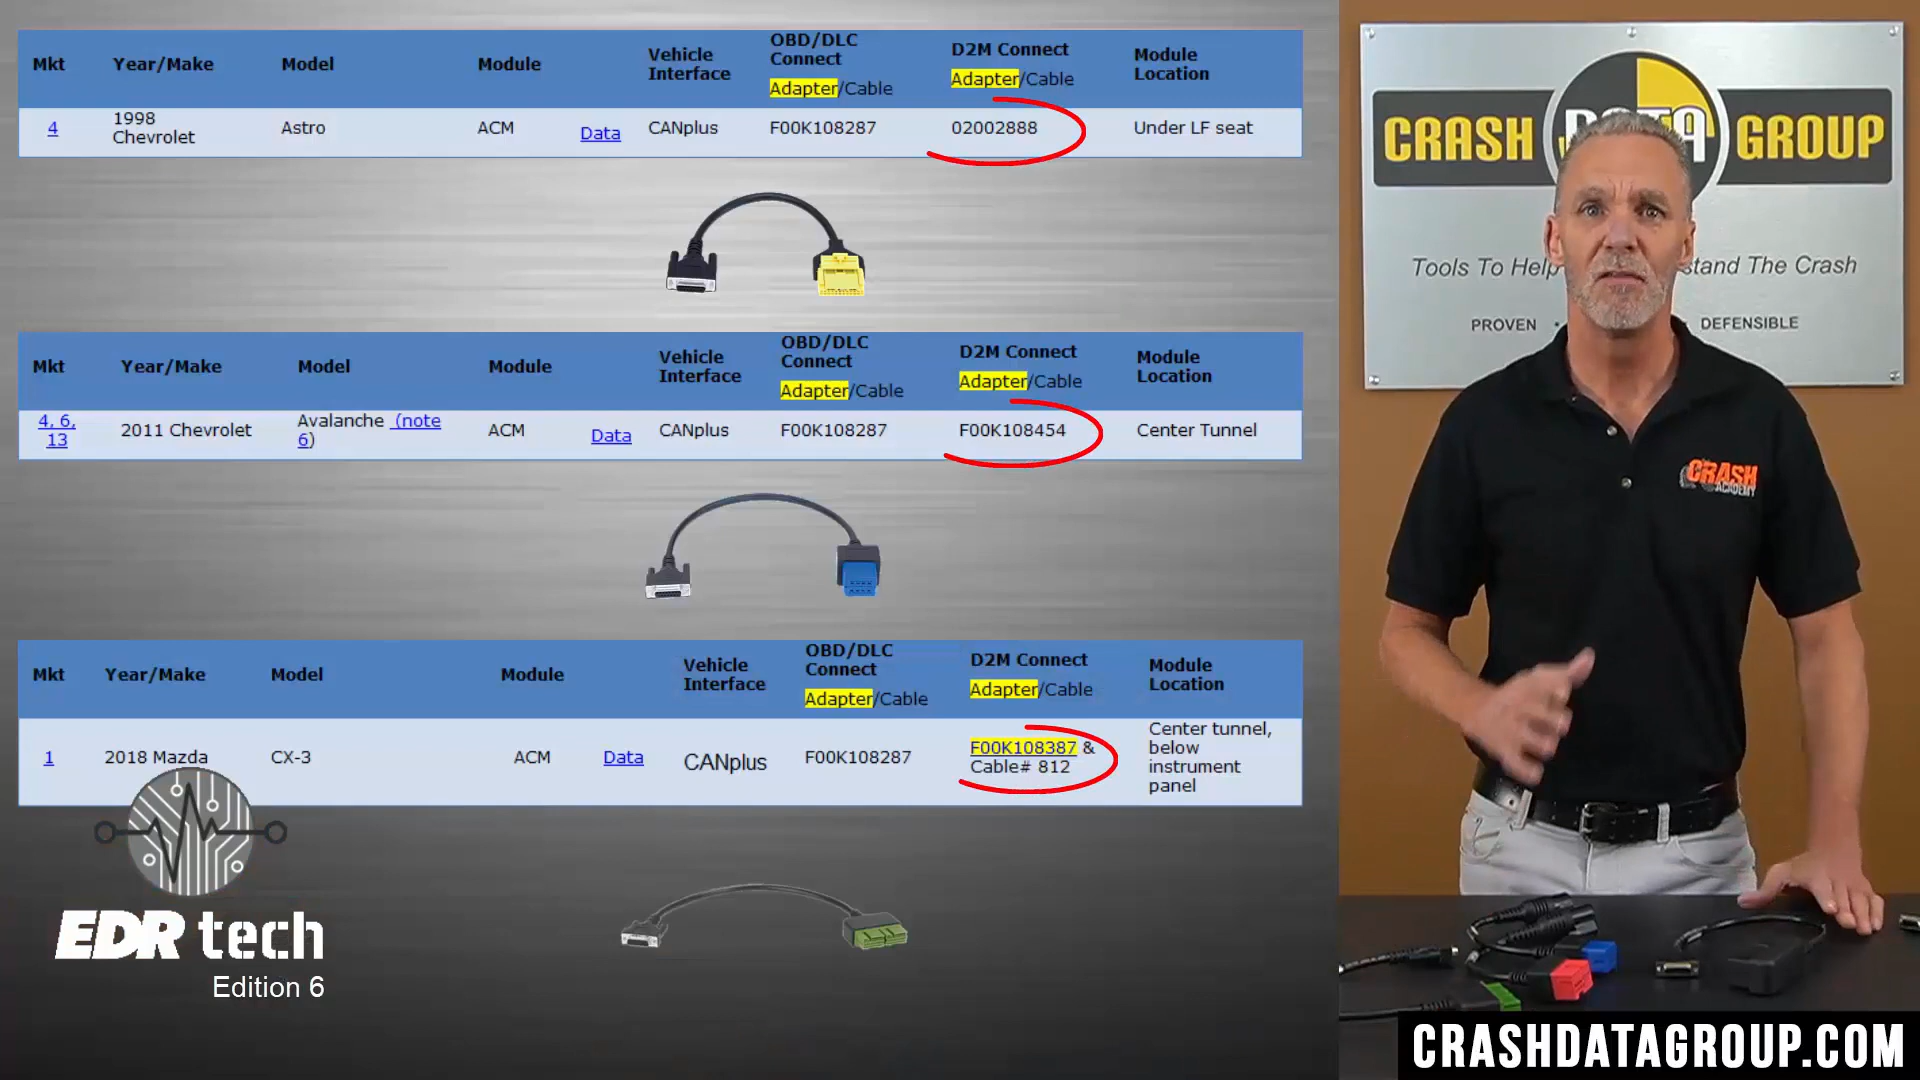 Mkt Year/Make Model Module Vehicle Interface OBD/DLC Connect Adapter/Cable D2M Connect Adapter/Cable Module Location
4 1998 Chevrolet Astro ACM Data CANplus F00K108287 02002888 Under LF seat
Mkt Year/Make Model Module Vehicle Interface OBD/DLC Connect Adapter/Cable D2M Connect Adapter/Cable Module Location
4, 6, 13 2011 Chevrolet Avalanche (note 6) ACM Data CANplus F00K108287 F00K108454 Center Tunnel
Mkt Year/Make Model Module Vehicle Interface OBD/DLC Connect Adapter/Cable D2M Connect Adapter/Cable Module Location
1 2018 Mazda CX-3 ACM Data CANplus F00K108287 F00K108387 & Cable# 812 Center tunnel, below instrument panel
EDR tech
Edition 6
CRASH DATA GROUP
Tools To Help stand The Crash
PROVEN • DEFENSIBLE
CRASH
ACADEMY
CRASHDATAGROUP.COM